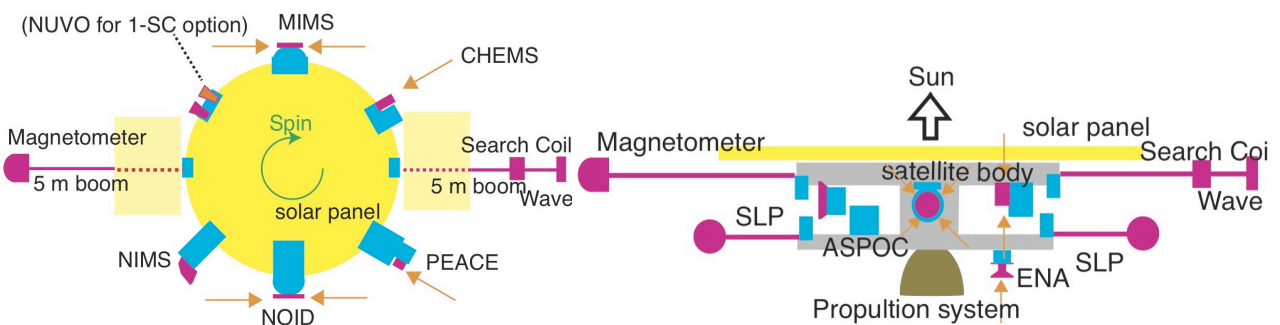 (NUVO for 1-SC option)
MIMS
CHEMS
Spin
Magnetometer
5 m boom
Search Coil
5 m boom
Wave
solar panel
NIMS
PEACE
NOID
Sun
Magnetometer
solar panel
Search Coi
satellite body
Wave
SLP
ASPOC
SLP
ENA
Propultion system